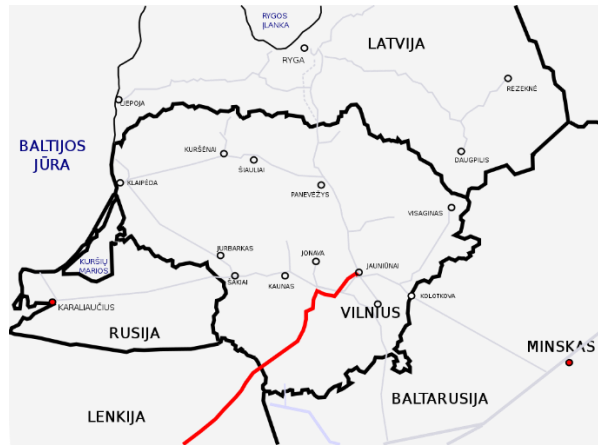 RYGOS
ĮLANKA
LATVIJA
RYGA
REZEKNĖ
LIEPOJA
BALTIJOS
JŪRA
KURŠĖNAI
ŠIAULIAI
DAUGPILIS
KLAIPĖDA
PANEVĖŽYS
VISAGINAS
JURBARKAS
JONAVA
JAUNIŪNAI
KURŠIŲ
MARIOS
ŠAKIAI
KAUNAS
KOLOTKOVA
KARALIAUČIUS
VILNIUS
RUSIJA
MINSKAS
BALTARUSIJA
LENKIJA